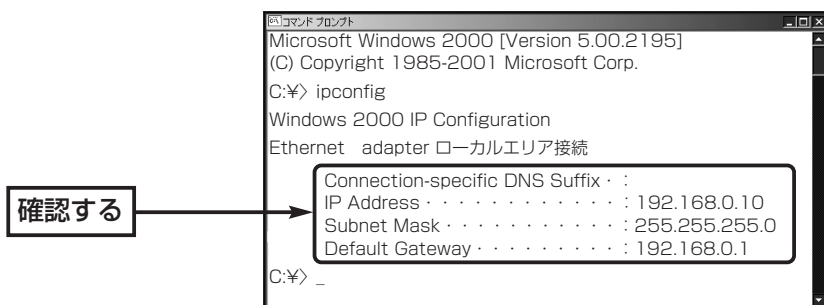 コマンド プロンプト
Microsoft Windows 2000 [Version 5.00.2195]
(C) Copyright 1985-2001 Microsoft Corp.
C:¥〉 ipconfig
Windows 2000 IP Configuration
Ethernet adapter ローカルエリア接続
Connection-specific DNS Suffix・：
IP Address・・・・・・・・・・・・：192.168.0.10
Subnet Mask・・・・・・・・・・・：255.255.255.0
Default Gateway・・・・・・・・・：192.168.0.1
確認する
C:¥〉 _